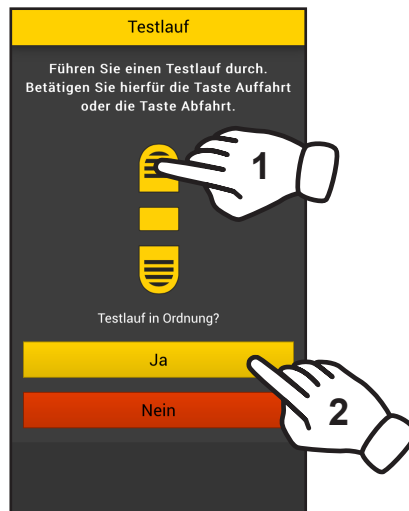 Testlauf
Führen Sie einen Testlauf durch.
Betätigen Sie hierfür die Taste Auffahrt
oder die Taste Abfahrt.
1
Testlauf in Ordnung?
Ja
Nein
2